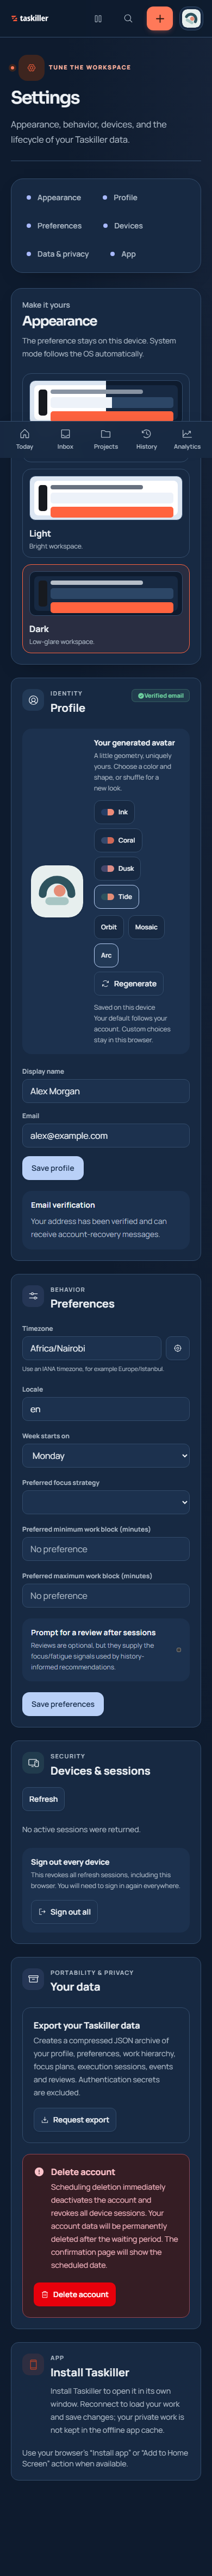 taskiller
TUNE THE WORKSPACE
Settings
Appearance, behavior, devices, and the
lifecycle of your Taskiller data.
Appearance
Profile
Preferences
Devices
Data & privacy
App
Make it yours
Appearance
The preference stays on this device. System
mode follows the OS automatically.
Today
Inbox
Projects
History
Analytics
Light
Bright workspace.
Dark
Low-glare workspace.
IDENTITY
Profile
Verified email
Your generated avatar
A little geometry, uniquely
yours. Choose a color and
shape, or shuffle for a
new look.
Ink
Coral
Dusk
Tide
Orbit
Mosaic
Arc
Regenerate
Saved on this device
Your default follows your
account. Custom choices
stay in this browser.
Display name
Alex Morgan
Email
alex@example.com
Save profile
Email verification
Your address has been verified and can
receive account-recovery messages.
BEHAVIOR
Preferences
Timezone
Africa/Nairobi
Use an IANA timezone, for example Europe/Istanbul.
Locale
en
Week starts on
Monday
Preferred focus strategy
Preferred minimum work block (minutes)
No preference
Preferred maximum work block (minutes)
No preference
Prompt for a review after sessions
Reviews are optional, but they supply the
focus/fatigue signals used by history-
informed recommendations.
Save preferences
SECURITY
Devices & sessions
Refresh
No active sessions were returned.
Sign out every device
This revokes all refresh sessions, including this
browser. You will need to sign in again everywhere.
Sign out all
PORTABILITY & PRIVACY
Your data
Export your Taskiller data
Creates a compressed JSON archive of
your profile, preferences, work hierarchy,
focus plans, execution sessions, events
and reviews. Authentication secrets
are excluded.
Request export
Delete account
Scheduling deletion immediately
deactivates the account and
revokes all device sessions. Your
account data will be permanently
deleted after the waiting period. The
confirmation page will show the
scheduled date.
Delete account
APP
Install Taskiller
Install Taskiller to open it in its own
window. Reconnect to load your work
and save changes; your private work is
not kept in the offline app cache.
Use your browser's "Install app" or "Add to Home
Screen" action when available.